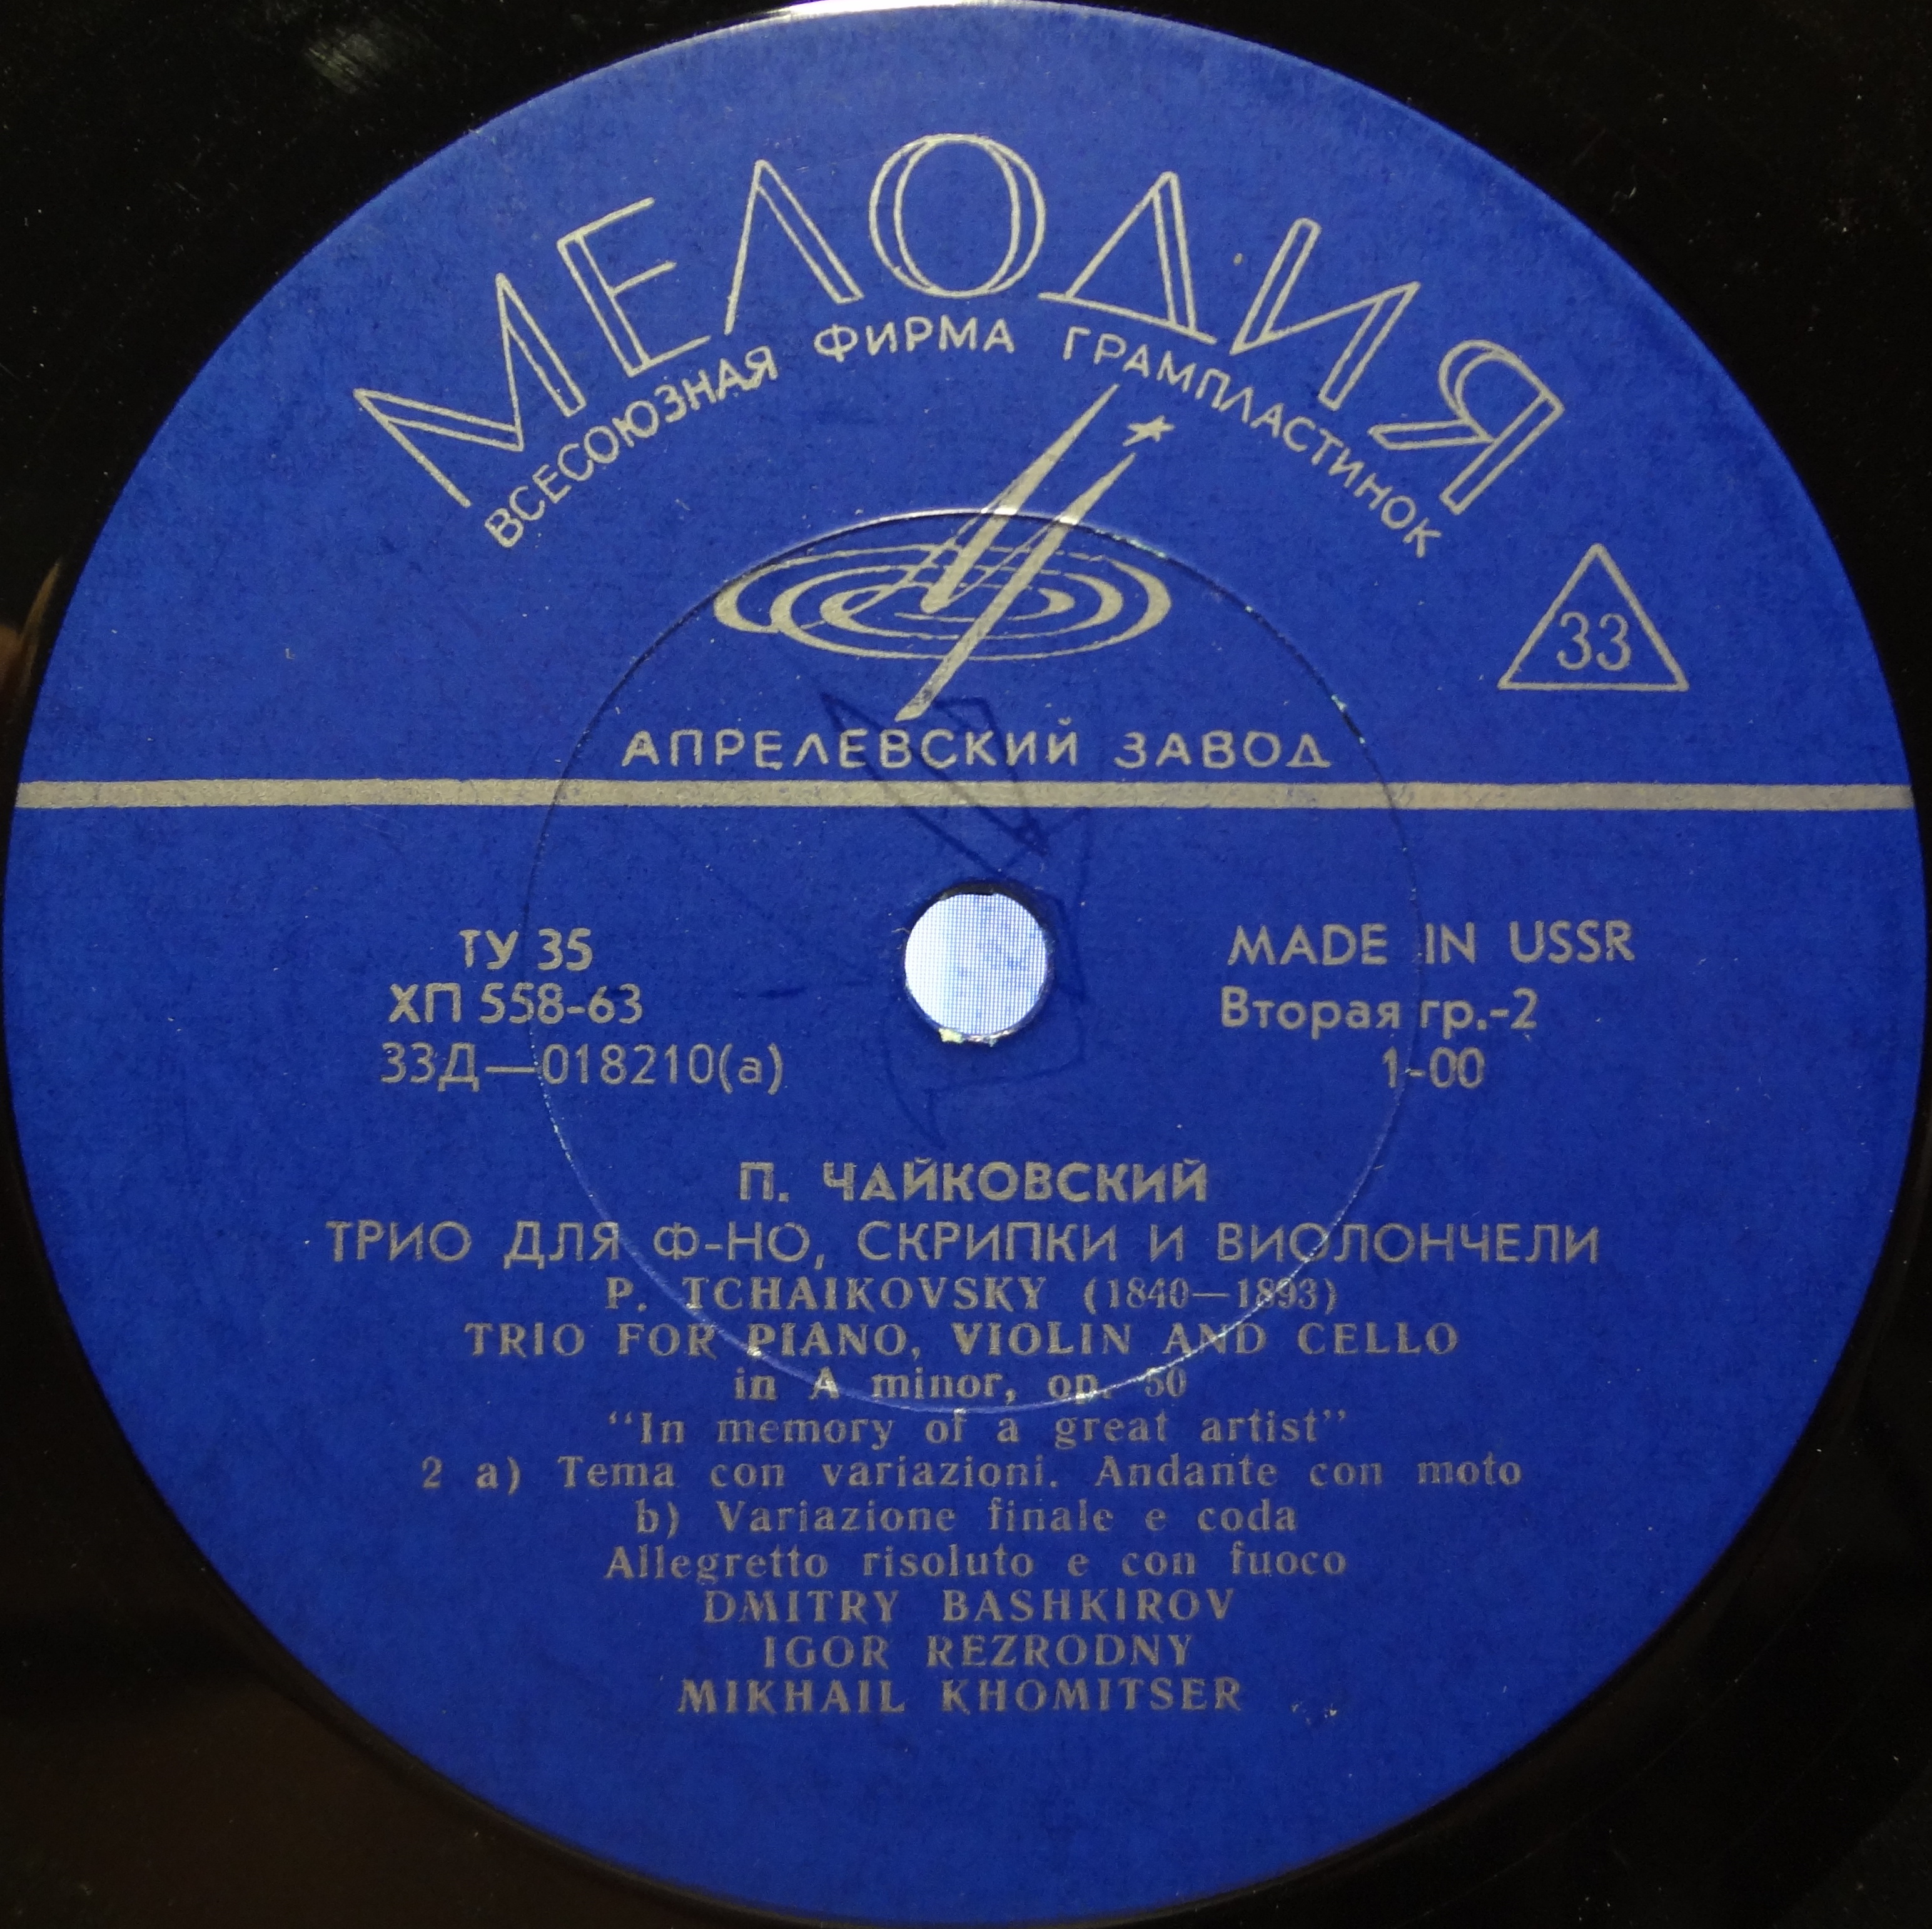 МЕЛОДИЯ
ВСЕСОЮЗНАЯ ФИРМА ГРАМПЛАСТИНОК
33
АПРЕЛЕВСКИЙ ЗАВОД
ТУ 35
ХП 558-63
33Д—018210(а)
MADE IN USSR
Вторая гр.-2
1-00
П. ЧАЙКОВСКИЙ
ТРИО ДЛЯ Ф-НО, СКРИПКИ И ВИОЛОНЧЕЛИ
P. TCHAIKOVSKY (1840—1893)
TRIO FOR PIANO, VIOLIN AND CELLO
in A minor, op. 50
“In memory of a great artist”
2 a) Tema con variazioni. Andante con moto
b) Variazione finale e coda
Allegretto risoluto e con fuoco
DMITRY BASHKIROV
IGOR REZRODNY
MIKHAIL KHOMITSER